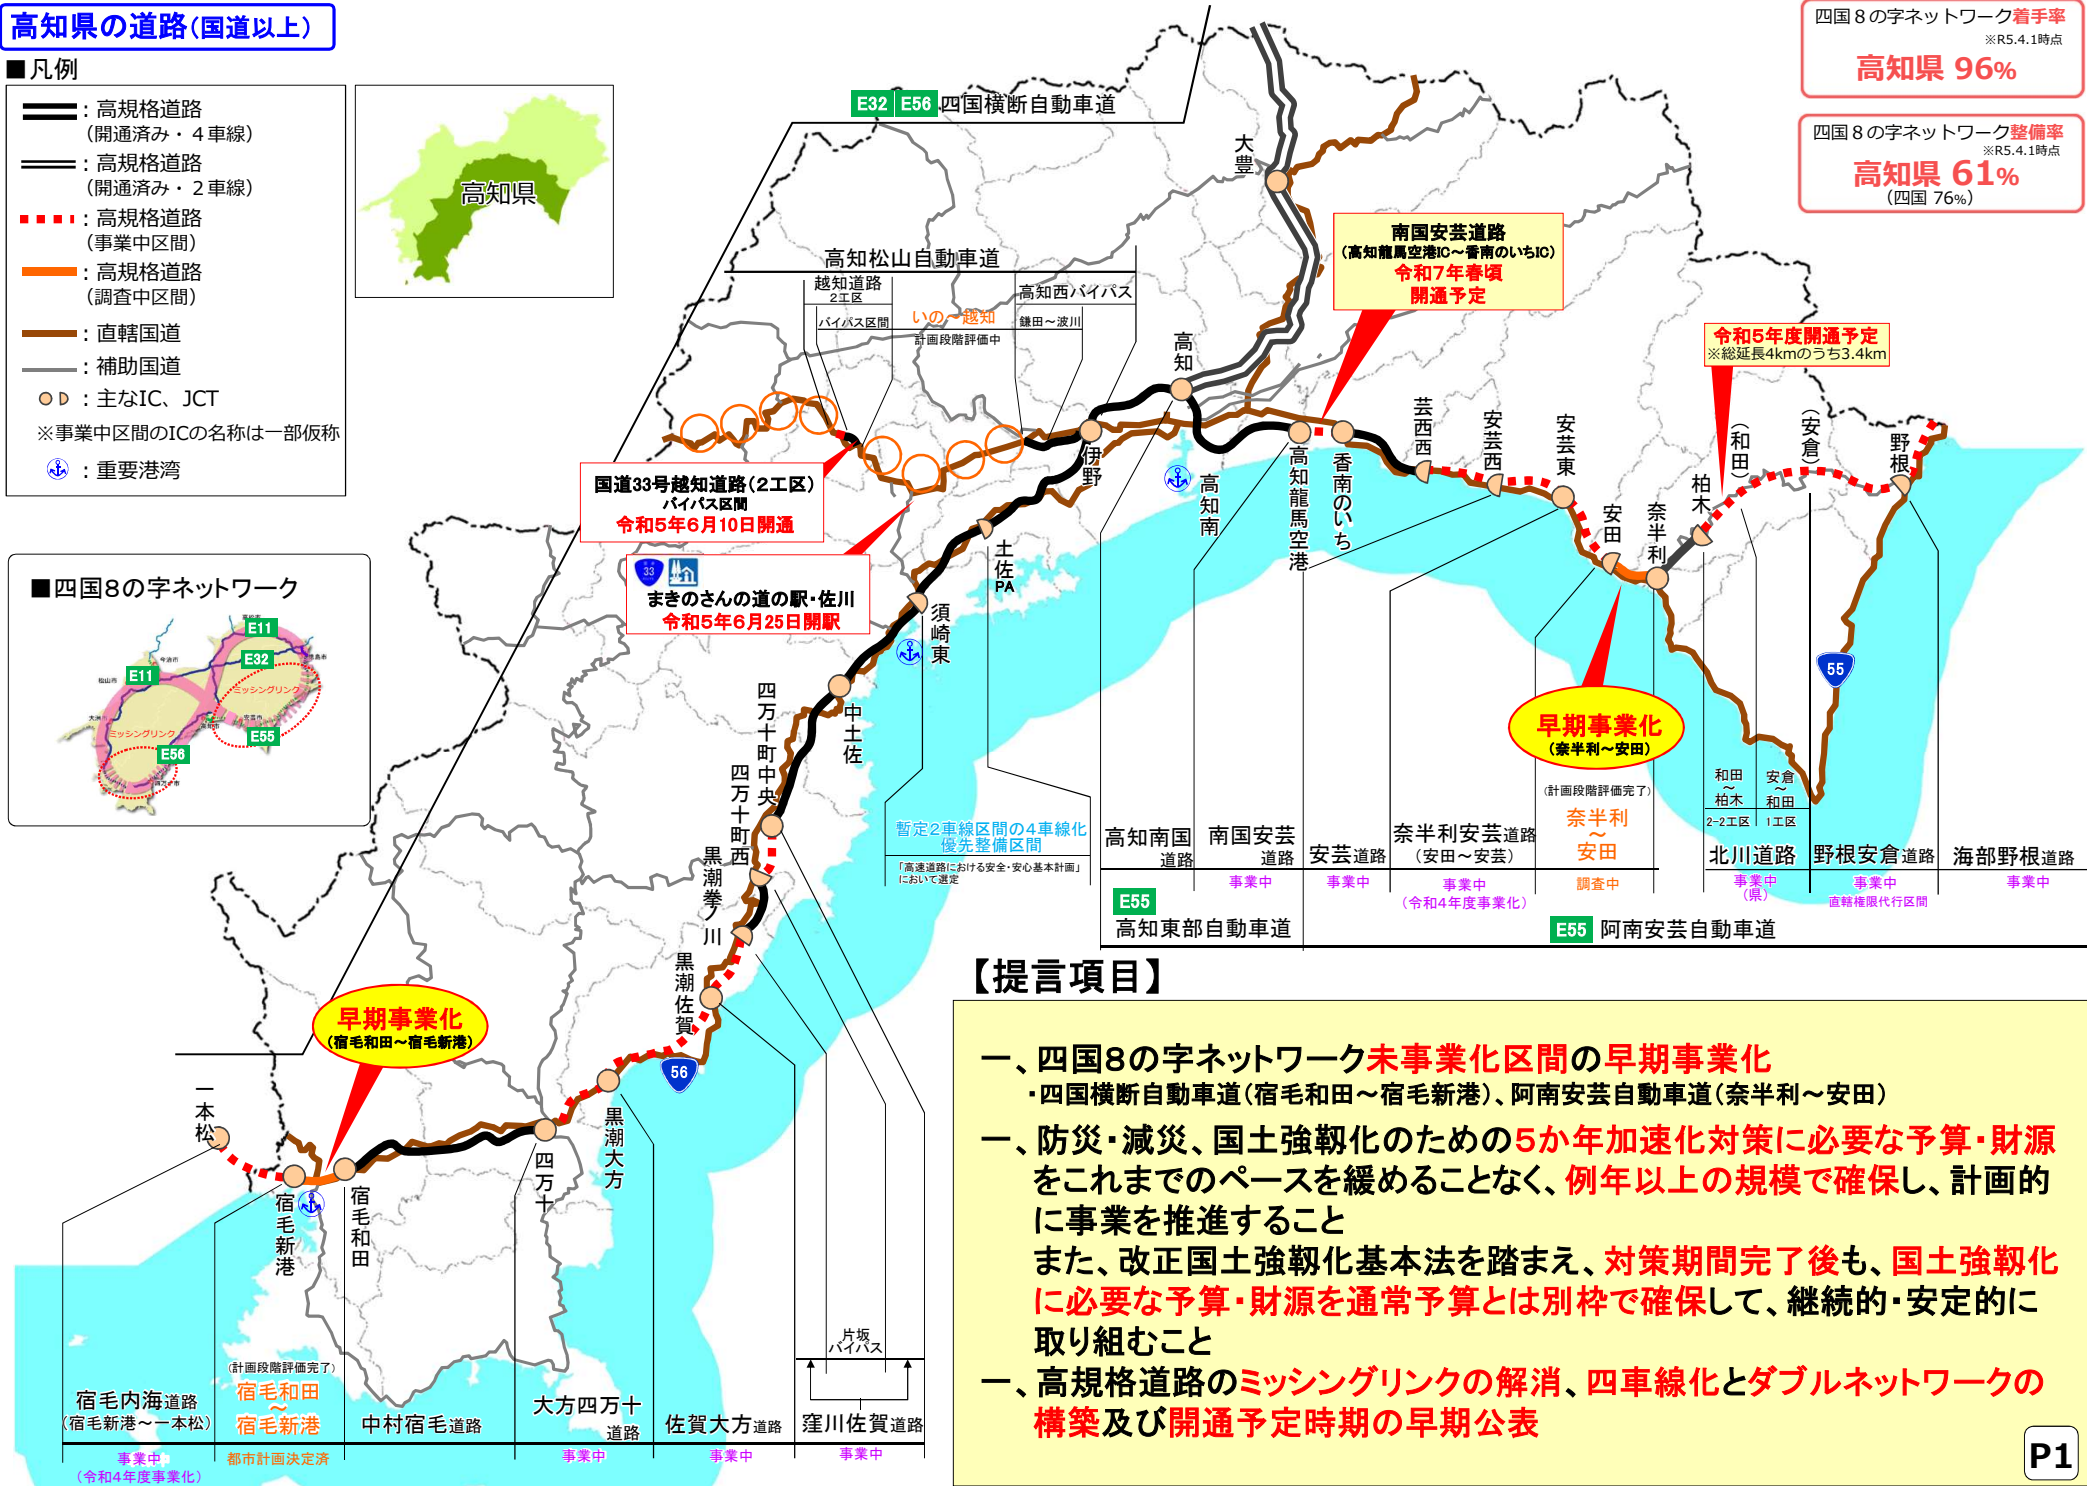 高知県の道路(国道以上)
■凡例
：高規格道路
(開通済み・４車線)
：高規格道路
(開通済み・２車線)
：高規格道路
(事業中区間)
：高規格道路
(調査中区間)
：直轄国道
：補助国道
：主なIC、JCT
※事業中区間のICの名称は一部仮称
：重要港湾
高知県
四国８の字ネットワーク着手率
※R5.4.1時点
高知県 96%
四国８の字ネットワーク整備率
※R5.4.1時点
高知県 61%
(四国 76%)
E32 E56 四国横断自動車道
大豊
高知松山自動車道
越知道路
2工区
バイパス区間
いの～越知
計画段階評価中
高知西バイパス
鎌田～波川
南国安芸道路
(高知龍馬空港IC～香南のいちIC)
令和7年春頃
開通予定
令和5年度開通予定
※総延長4kmのうち3.4km
高知
伊野
高知南
高知龍馬空港
香南のいち
芸西西
安芸西
安芸東
安田
奈半利
柏木
(和田)
(安倉)
野根
国道33号越知道路(2工区)
バイパス区間
令和5年6月10日開通
33
まきのさんの道の駅・佐川
令和5年6月25日開駅
土佐PA
須崎東
中土佐
四万十町中央
四万十町西
黒潮拳ノ川
黒潮佐賀
黒潮大方
四万十
宿毛和田
宿毛新港
一本松
55
56
■四国8の字ネットワーク
E11
E32
E11
ミッシングリンク
ミッシングリンク
E55
E56
早期事業化
(奈半利～安田)
早期事業化
(宿毛和田～宿毛新港)
暫定2車線区間の4車線化
優先整備区間
「高速道路における安全・安心基本計画」
において選定
高知南国
道路
南国安芸
道路
事業中
安芸道路
事業中
奈半利安芸道路
(安田～安芸)
事業中
(令和4年度事業化)
(計画段階評価完了)
奈半利
～
安田
調査中
和田
～
柏木
2-2工区
安倉
～
和田
1工区
北川道路
事業中
(県)
野根安倉道路
事業中
直轄権限代行区間
海部野根道路
事業中
E55
高知東部自動車道
E55 阿南安芸自動車道
宿毛内海道路
(宿毛新港～一本松)
事業中
(令和4年度事業化)
(計画段階評価完了)
宿毛和田
～
宿毛新港
都市計画決定済
中村宿毛道路
大方四万十
道路
事業中
佐賀大方道路
事業中
片坂
バイパス
窪川佐賀道路
事業中
【提言項目】
一、四国8の字ネットワーク未事業化区間の早期事業化
・四国横断自動車道(宿毛和田～宿毛新港)、阿南安芸自動車道(奈半利～安田)
一、防災・減災、国土強靱化のための5か年加速化対策に必要な予算・財源
をこれまでのペースを緩めることなく、例年以上の規模で確保し、計画的
に事業を推進すること
また、改正国土強靱化基本法を踏まえ、対策期間完了後も、国土強靱化
に必要な予算・財源を通常予算とは別枠で確保して、継続的・安定的に
取り組むこと
一、高規格道路のミッシングリンクの解消、四車線化とダブルネットワークの
構築及び開通予定時期の早期公表
P1